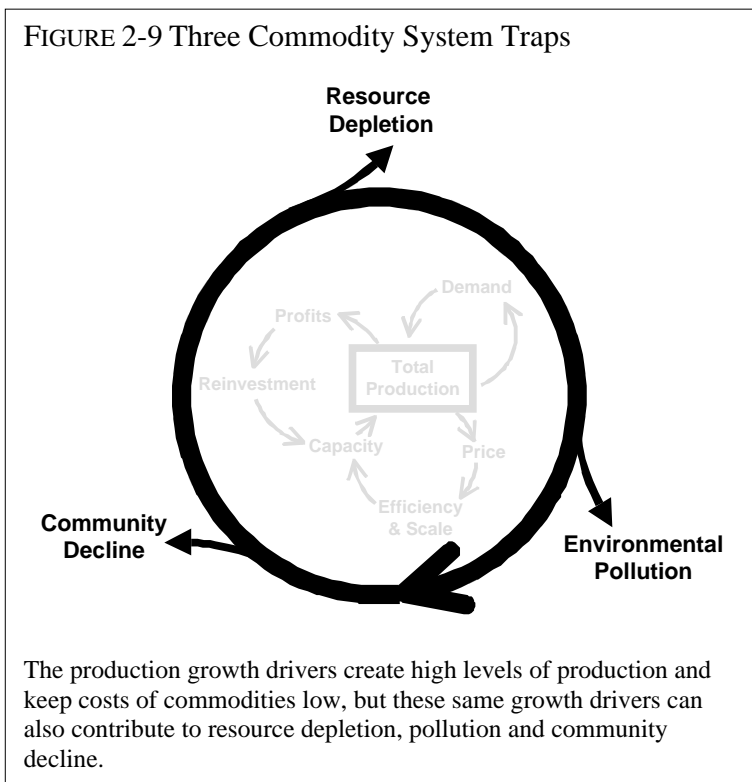 FIGURE 2-9 Three Commodity System Traps
Resource
Depletion
Demand
Profits
Total
Production
Reinvestment
Capacity
Price
Efficiency
& Scale
Community
Decline
Environmental
Pollution
The production growth drivers create high levels of production and
keep costs of commodities low, but these same growth drivers can
also contribute to resource depletion, pollution and community
decline.